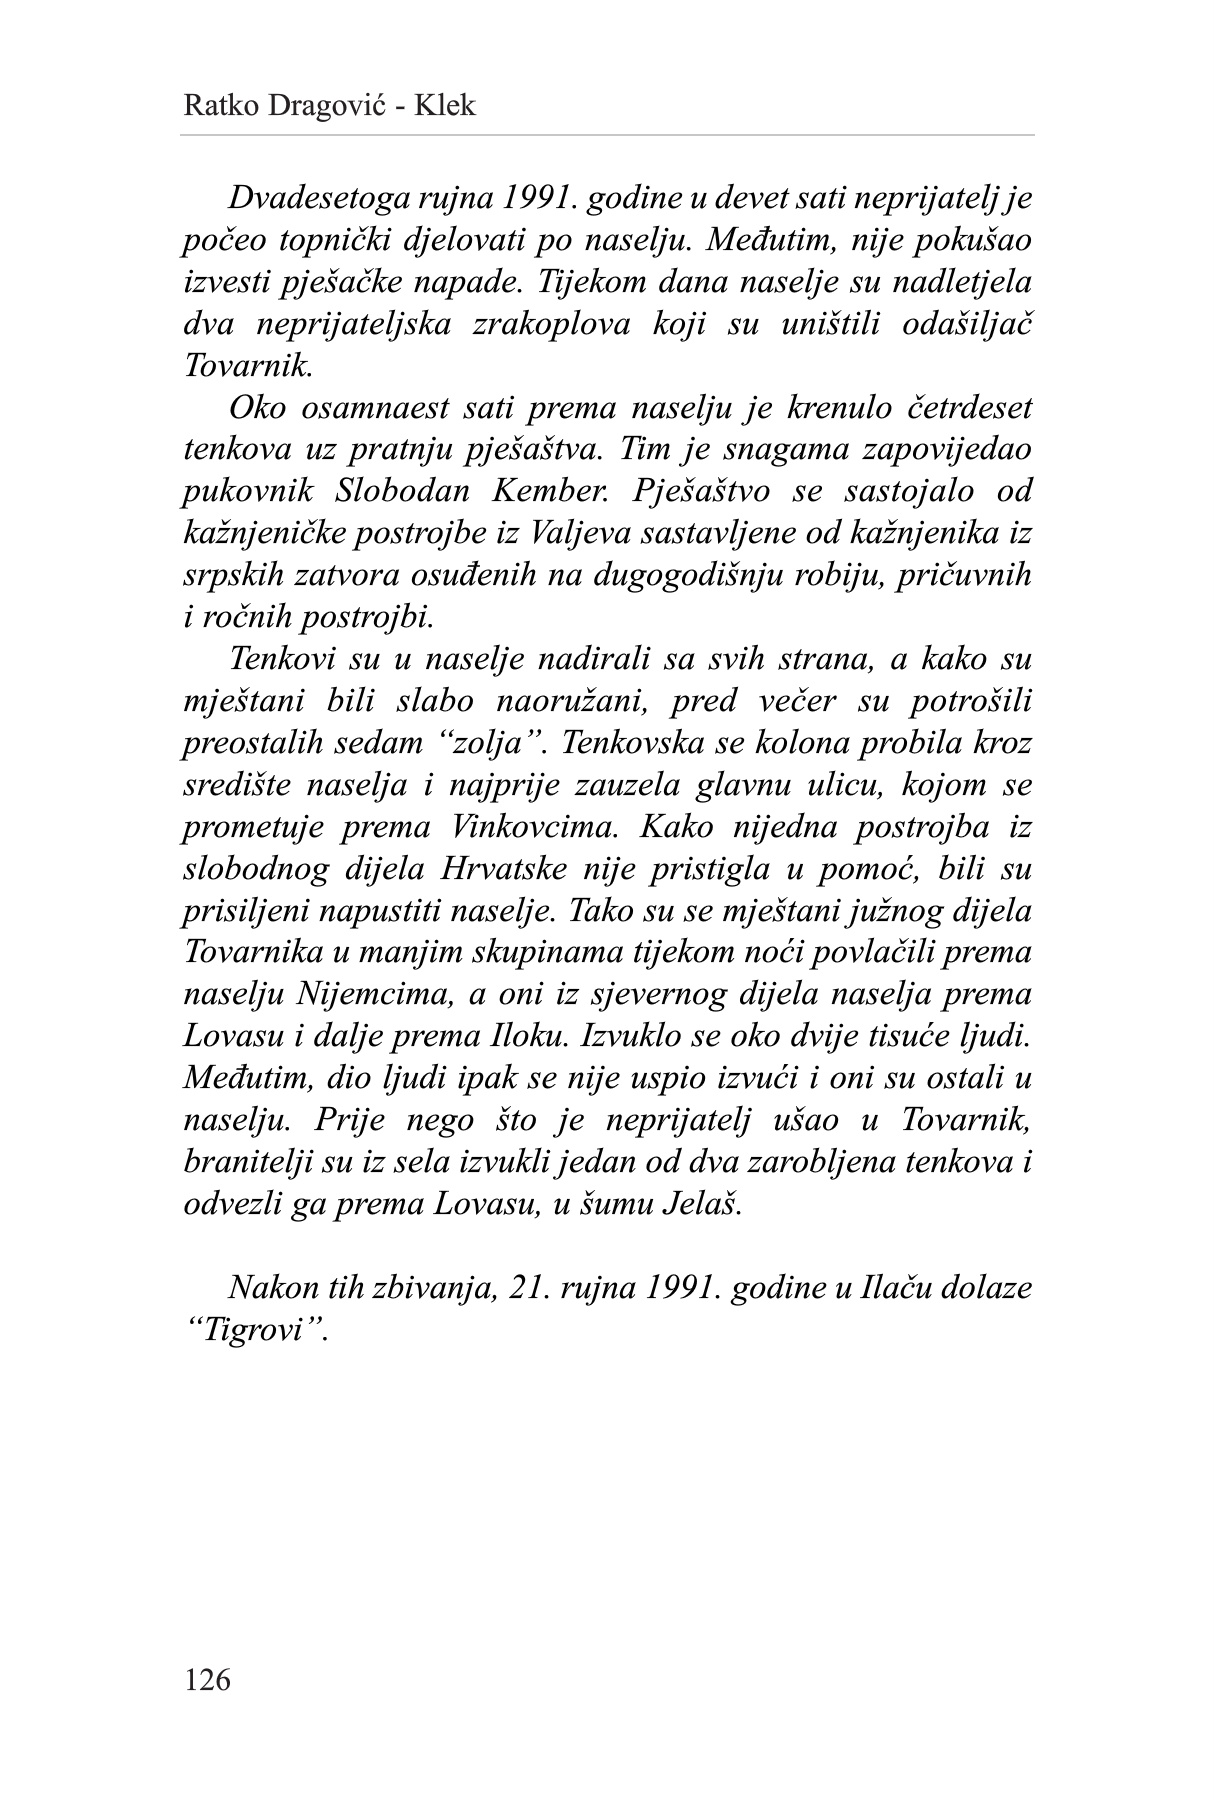 Ratko Dragović - Klek
Dvadesetoga rujna 1991. godine u devet sati neprijatelj je
počeo topnički djelovati po naselju. Međutim, nije pokušao
izvesti pješačke napade. Tijekom dana naselje su nadletjela
dva neprijateljska zrakoplova koji su uništili odašiljač
Tovarnik.
Oko osamnaest sati prema naselju je krenulo četrdeset
tenkova uz pratnju pješaštva. Tim je snagama zapovijedao
pukovnik Slobodan Kember. Pješaštvo se sastojalo od
kažnjeničke postrojbe iz Valjeva sastavljene od kažnjenika iz
srpskih zatvora osuđenih na dugogodišnju robiju, pričuvnih
i ročnih postrojbi.
Tenkovi su u naselje nadirali sa svih strana, a kako su
mještani bili slabo naoružani, pred večer su potrošili
preostalih sedam “zolja”. Tenkovska se kolona probila kroz
središte naselja i najprije zauzela glavnu ulicu, kojom se
prometuje prema Vinkovcima. Kako nijedna postrojba iz
slobodnog dijela Hrvatske nije pristigla u pomoć, bili su
prisiljeni napustiti naselje. Tako su se mještani južnog dijela
Tovarnika u manjim skupinama tijekom noći povlačili prema
naselju Nijemcima, a oni iz sjevernog dijela naselja prema
Lovasu i dalje prema Iloku. Izvuklo se oko dvije tisuće ljudi.
Međutim, dio ljudi ipak se nije uspio izvući i oni su ostali u
naselju. Prije nego što je neprijatelj ušao u Tovarnik,
branitelji su iz sela izvukli jedan od dva zarobljena tenkova i
odvezli ga prema Lovasu, u šumu Jelaš.
Nakon tih zbivanja, 21. rujna 1991. godine u Ilaču dolaze
“Tigrovi”.
126